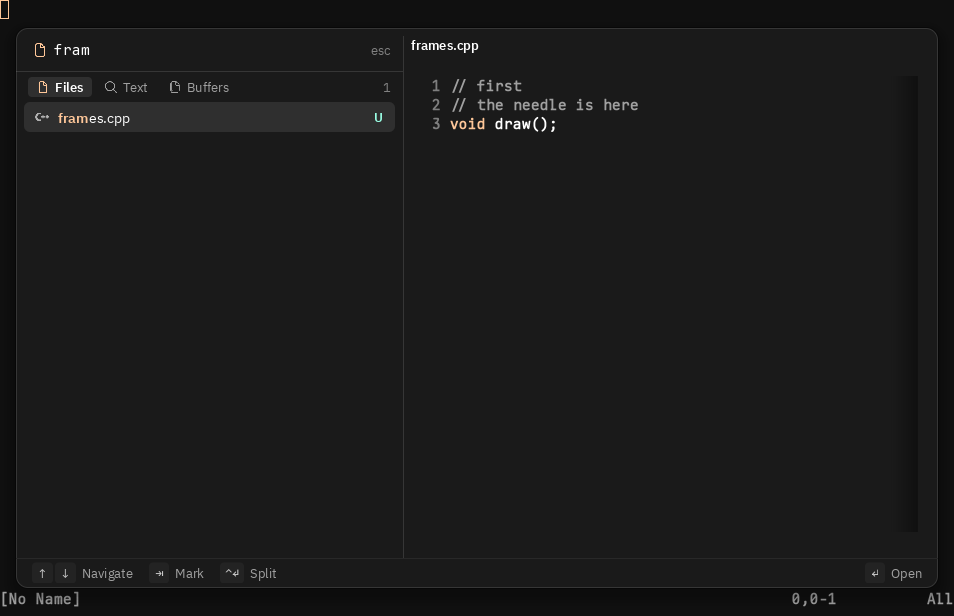 fram
esc
frames.cpp
Files Text Buffers 1
frames.cpp U
1 // first
2 // the needle is here
3 void draw();
↑ ↓ Navigate ⇥ Mark ^↵ Split ↵ Open
[No Name] 0,0-1 All